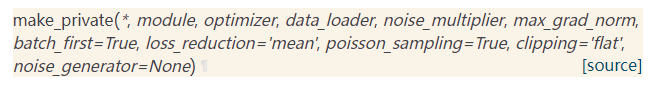 make_private(*, module, optimizer, data_loader, noise_multiplier, max_grad_norm,
batch_first=True, loss_reduction='mean', poisson_sampling=True, clipping='flat',
noise_generator=None) ¶ [source]